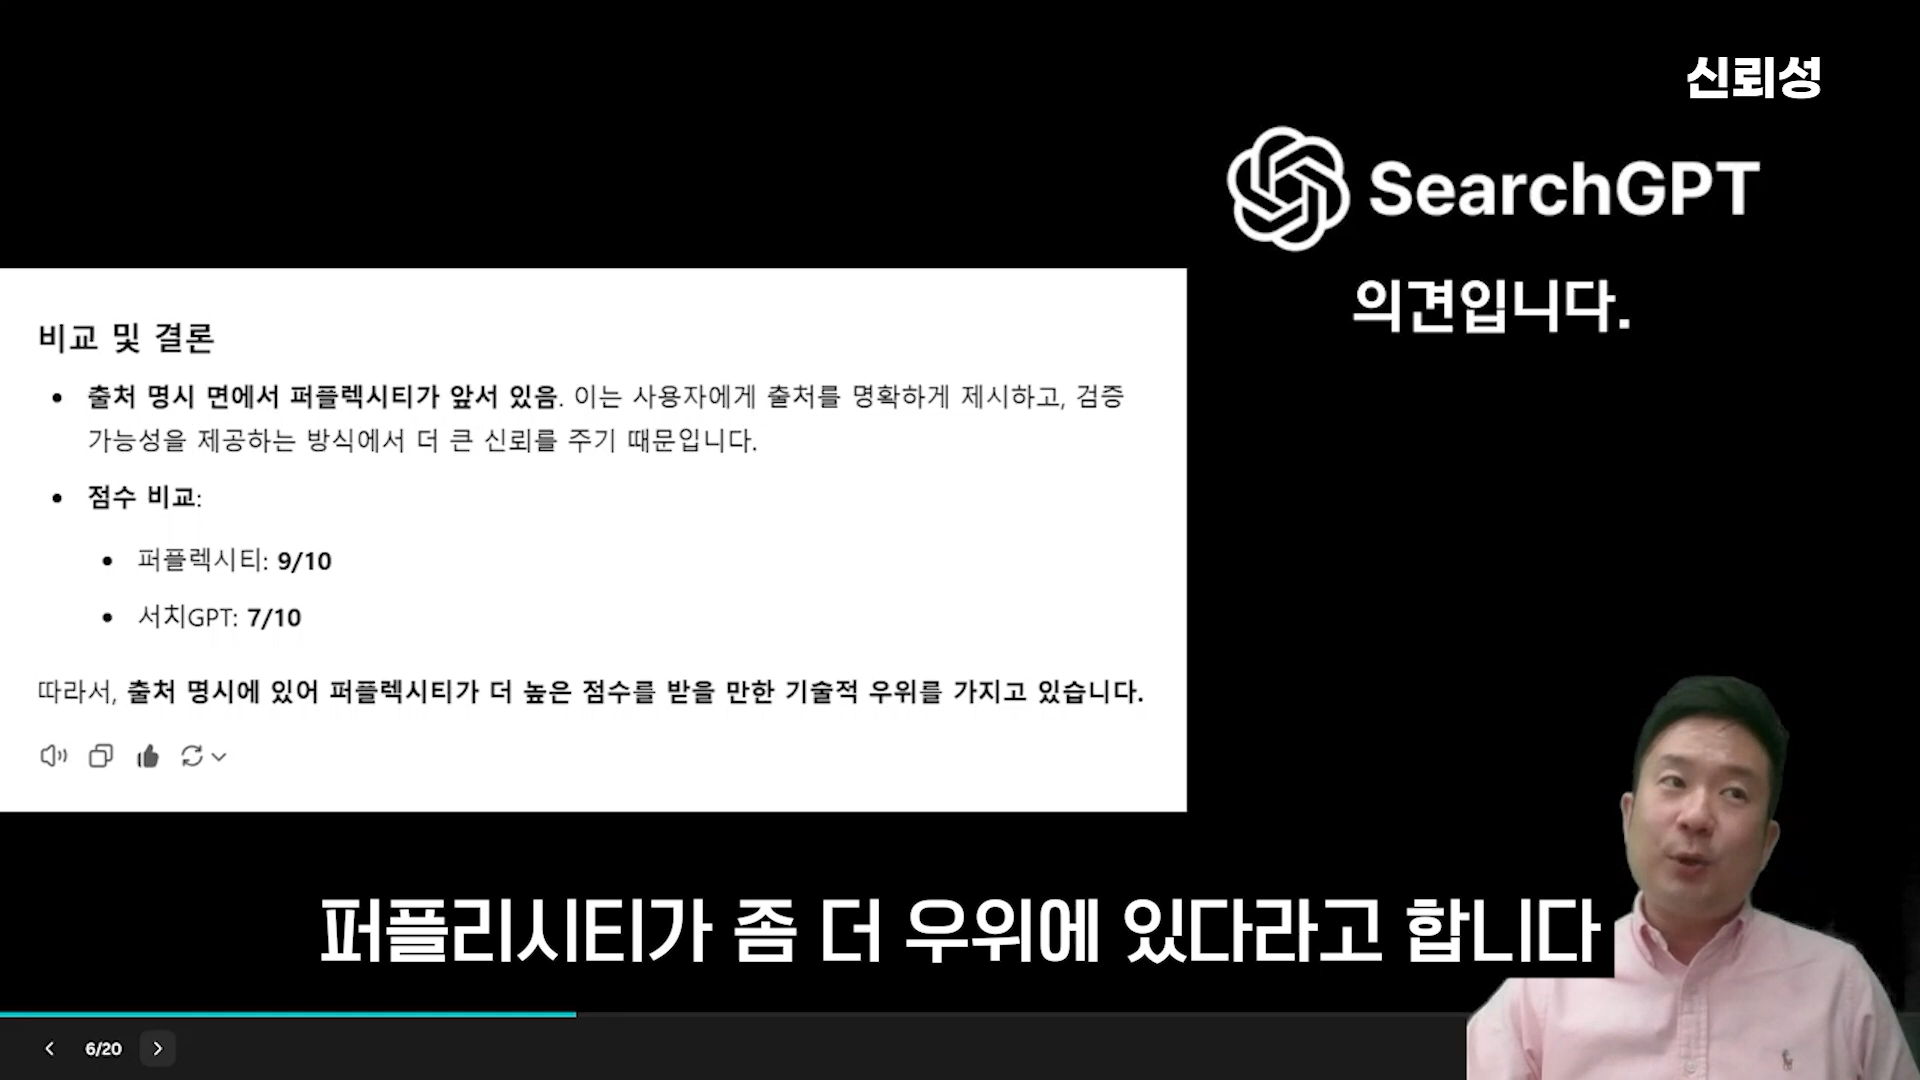 신뢰성
SearchGPT
의견입니다.
비교 및 결론
• 출처 명시 면에서 퍼플렉시티가 앞서 있음. 이는 사용자에게 출처를 명확하게 제시하고, 검증
가능성을 제공하는 방식에서 더 큰 신뢰를 주기 때문입니다.
• 점수 비교:
• 퍼플렉시티: 9/10
• 서치GPT: 7/10
따라서, 출처 명시에 있어 퍼플렉시티가 더 높은 점수를 받을 만한 기술적 우위를 가지고 있습니다.
퍼플리시티가 좀 더 우위에 있다라고 합니다
6/20